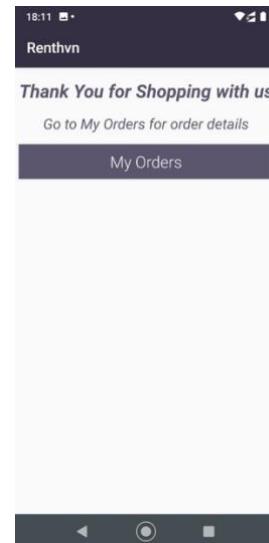 18:11
Renthvn
Thank You for Shopping with us
Go to My Orders for order details
My Orders